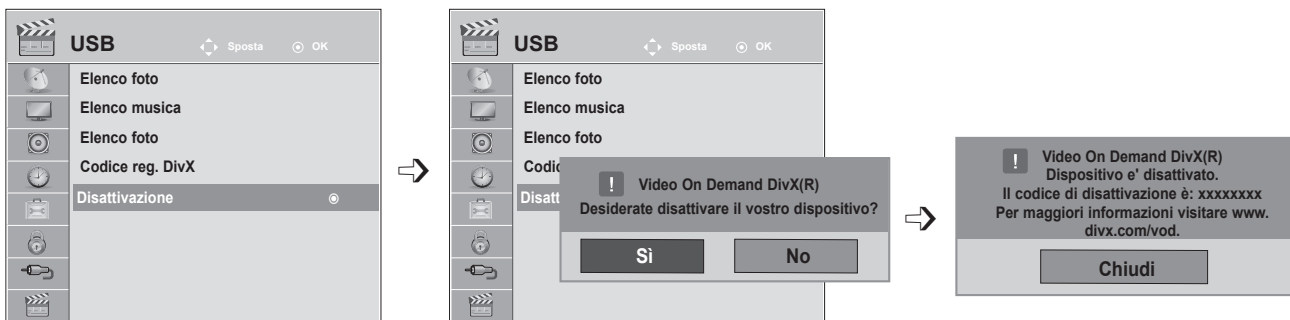 USB
Sposta
OK
Elenco foto
Elenco musica
Elenco foto
Codice reg. DivX
Disattivazione
USB
Sposta
OK
Elenco foto
Elenco musica
Elenco foto
Codic
Disatt
! Video On Demand DivX(R)
Desiderate disattivare il vostro dispositivo?
Sì
No
! Video On Demand DivX(R)
Dispositivo e' disattivato.
Il codice di disattivazione è: xxxxxxxx
Per maggiori informazioni visitare www.
divx.com/vod.
Chiudi